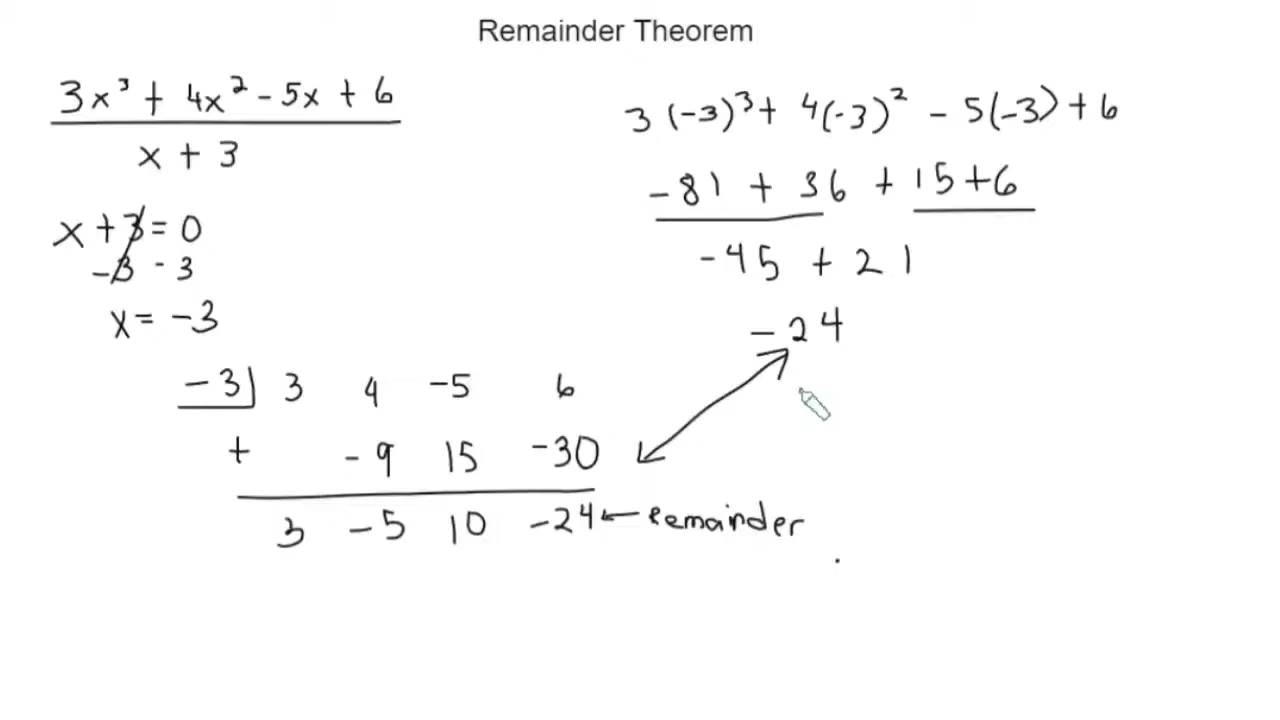 Remainder Theorem
3x³ + 4x² - 5x + 6
x + 3
x + 3 = 0
-3 - 3
x = -3
-3 3 4 -5 6
+ -9 15 -30
3 -5 10 -24 ← remainder
3(-3)³ + 4(-3)² - 5(-3) + 6
-81 + 36 + 15 + 6
-45 + 21
-24